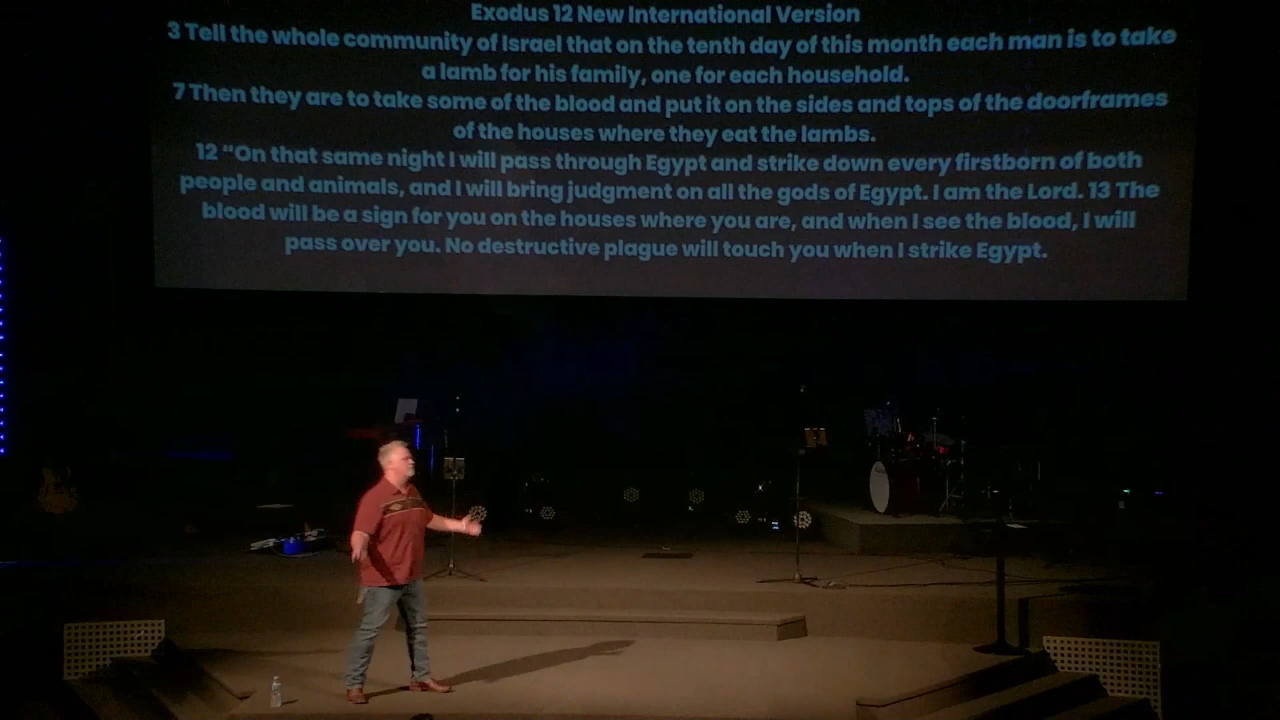 Exodus 12 New International Version
3 Tell the whole community of Israel that on the tenth day of this month each man is to take
a lamb for his family, one for each household.
7 Then they are to take some of the blood and put it on the sides and tops of the doorframes
of the houses where they eat the lambs.
12 “On that same night I will pass through Egypt and strike down every firstborn of both
people and animals, and I will bring judgment on all the gods of Egypt. I am the Lord. 13 The
blood will be a sign for you on the houses where you are, and when I see the blood, I will
pass over you. No destructive plague will touch you when I strike Egypt.